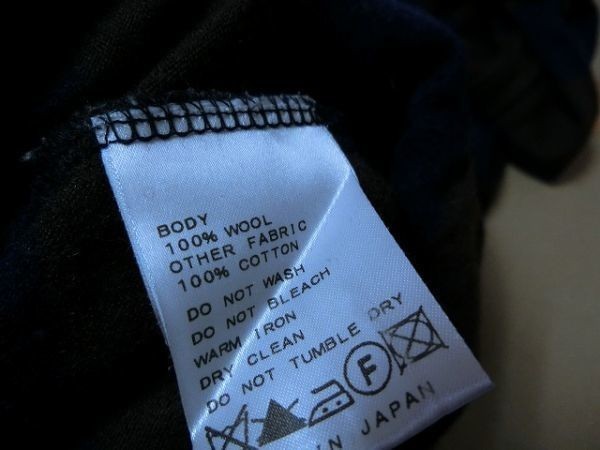 BODY
100% WOOL
OTHER FABRIC
100% COTTON
DO NOT WASH
DO NOT BLEACH
WARM IRON
DRY CLEAN
DO NOT TUMBLE DRY
F
IN JAPAN